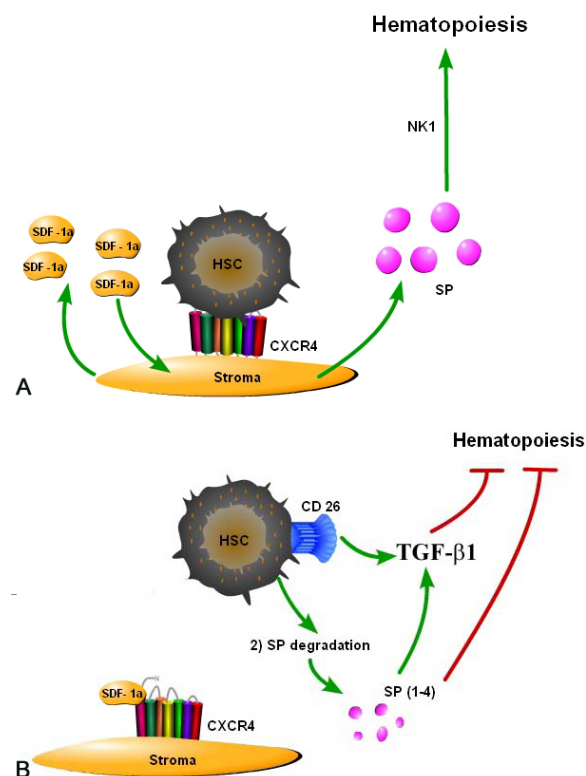 Hematopoiesis
NK1
SDF-1a
SDF-1a
SDF-1a
SDF-1a
HSC
SP
CXCR4
Stroma
A
Hematopoiesis
CD 26
HSC
TGF-β1
2) SP degradation
SP (1-4)
SDF-1a
CXCR4
Stroma
B